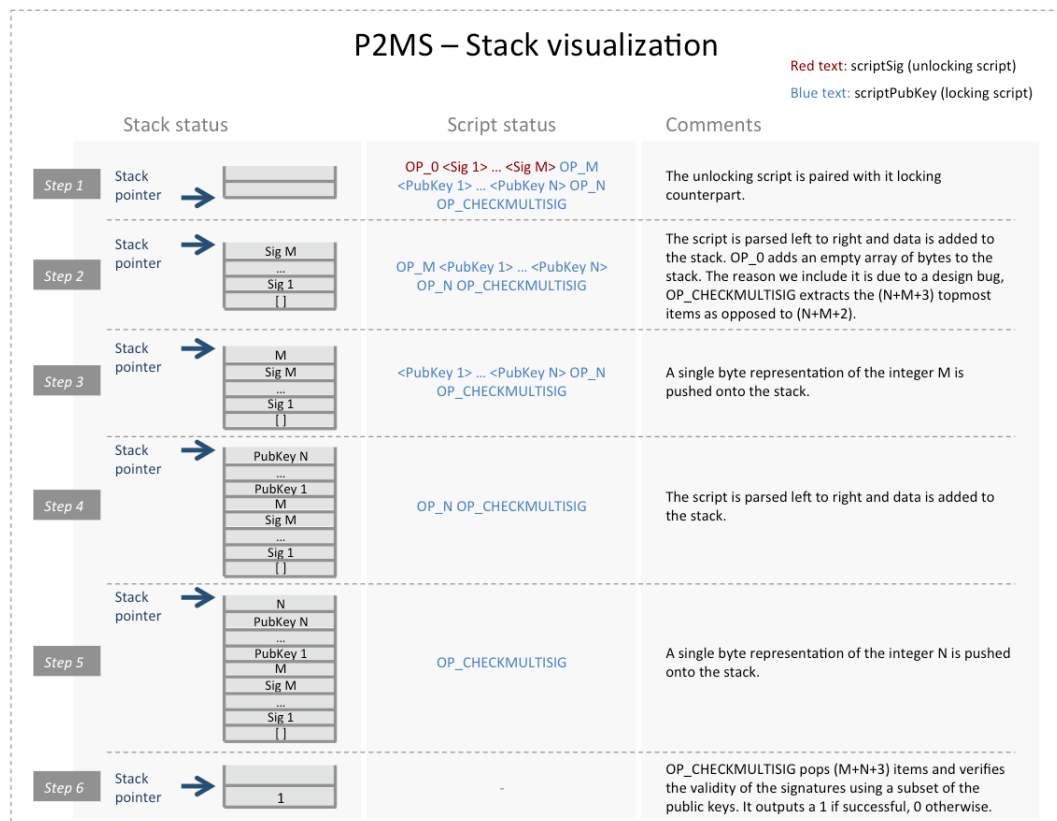 P2MS – Stack visualization
Red text: scriptSig (unlocking script)
Blue text: scriptPubKey (locking script)
Stack status
Script status
Comments
Step 1
Stack
pointer
OP_0 <Sig 1> ... <Sig M> OP_M
<PubKey 1> ... <PubKey N> OP_N
OP_CHECKMULTISIG
The unlocking script is paired with it locking
counterpart.
Step 2
Stack
pointer
Sig M
...
Sig 1
[ ]
OP_M <PubKey 1> ... <PubKey N>
OP_N OP_CHECKMULTISIG
The script is parsed left to right and data is added to
the stack. OP_0 adds an empty array of bytes to the
stack. The reason we include it is due to a design bug,
OP_CHECKMULTISIG extracts the (N+M+3) topmost
items as opposed to (N+M+2).
Step 3
Stack
pointer
M
Sig M
...
Sig 1
[ ]
<PubKey 1> ... <PubKey N> OP_N
OP_CHECKMULTISIG
A single byte representation of the integer M is
pushed onto the stack.
Step 4
Stack
pointer
PubKey N
...
PubKey 1
M
Sig M
...
Sig 1
[ ]
OP_N OP_CHECKMULTISIG
The script is parsed left to right and data is added to
the stack.
Step 5
Stack
pointer
N
PubKey N
...
PubKey 1
M
Sig M
...
Sig 1
[ ]
OP_CHECKMULTISIG
A single byte representation of the integer N is pushed
onto the stack.
Step 6
Stack
pointer
1
-
OP_CHECKMULTISIG pops (M+N+3) items and verifies
the validity of the signatures using a subset of the
public keys. It outputs a 1 if successful, 0 otherwise.